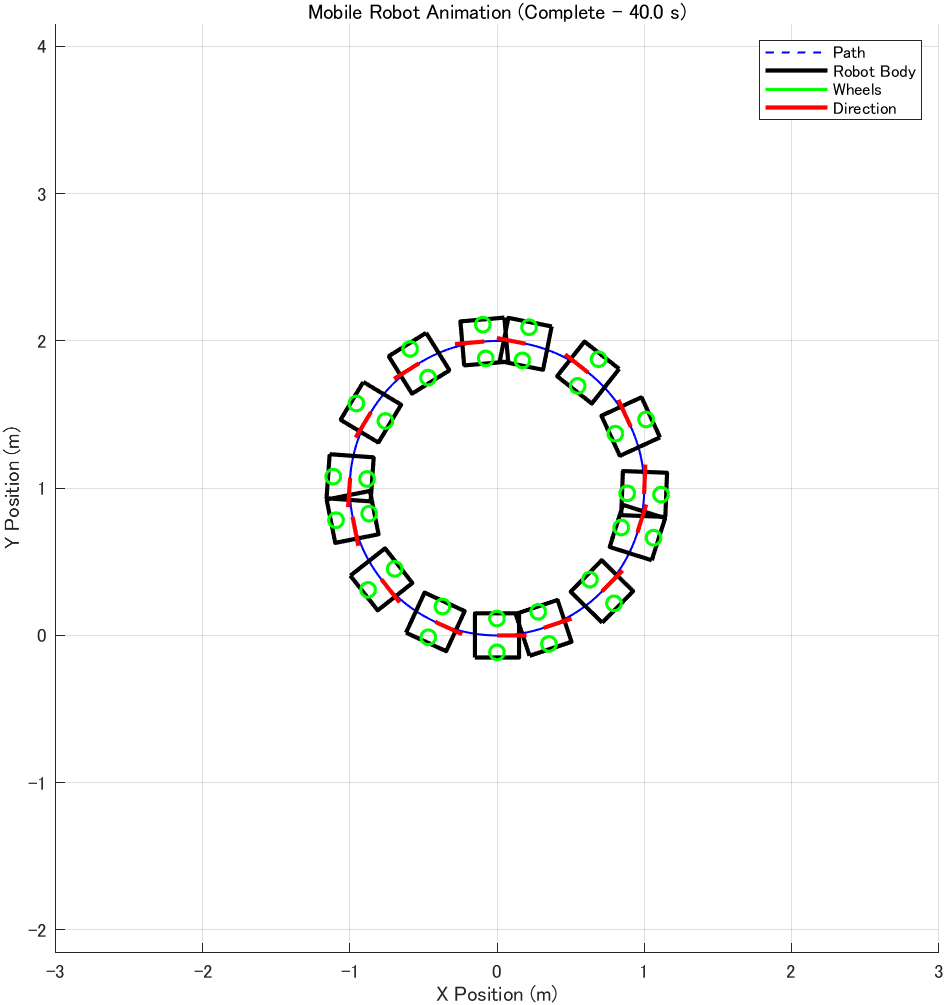 Mobile Robot Animation (Complete - 40.0 s)
Path
Robot Body
Wheels
Direction
4
3
2
1
0
-1
-2
Y Position (m)
-3
-2
-1
0
1
2
3
X Position (m)